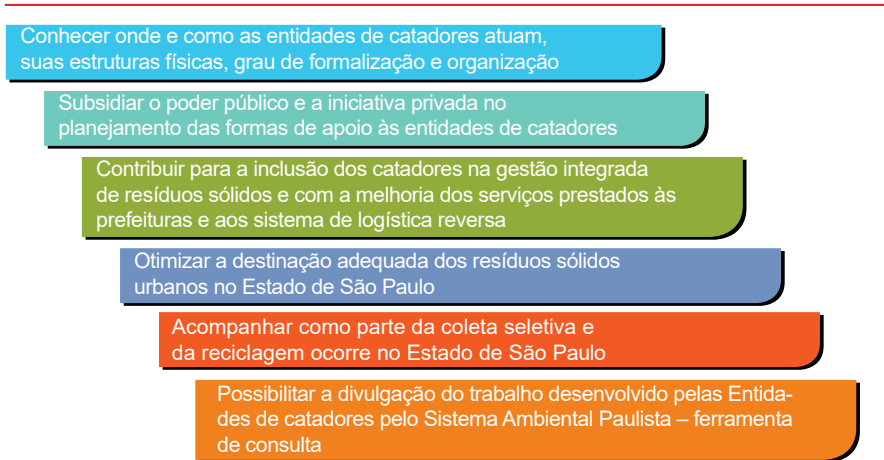 Conhecer onde e como as entidades de catadores atuam,
suas estruturas físicas, grau de formalização e organização
Subsidiar o poder público e a iniciativa privada no
planejamento das formas de apoio às entidades de catadores
Contribuir para a inclusão dos catadores na gestão integrada
de resíduos sólidos e com a melhoria dos serviços prestados às
prefeituras e aos sistema de logística reversa
Otimizar a destinação adequada dos resíduos sólidos
urbanos no Estado de São Paulo
Acompanhar como parte da coleta seletiva e
da reciclagem ocorre no Estado de São Paulo
Possibilitar a divulgação do trabalho desenvolvido pelas Entida-
des de catadores pelo Sistema Ambiental Paulista – ferramenta
de consulta